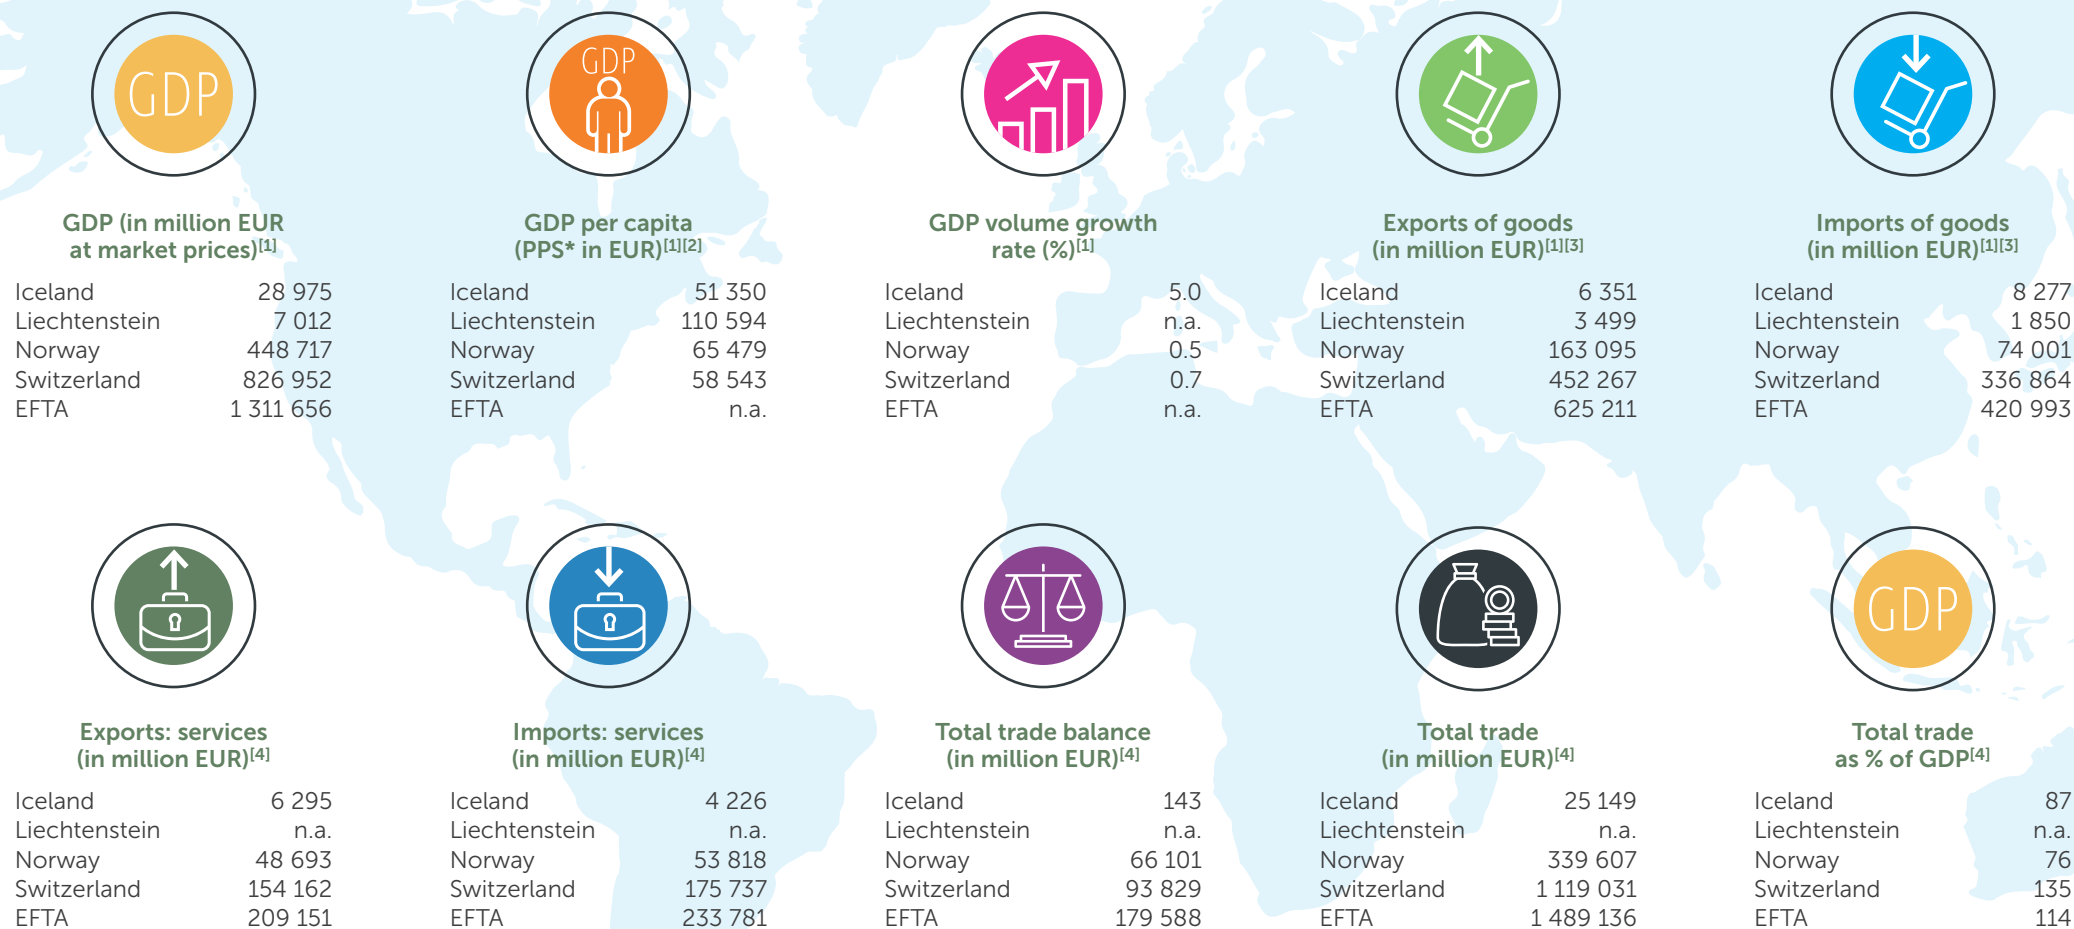 GDP
GDP (in million EUR
at market prices)[1]
Iceland 28 975
Liechtenstein 7 012
Norway 448 717
Switzerland 826 952
EFTA 1 311 656
GDP
GDP per capita
(PPS* in EUR)[1][2]
Iceland 51 350
Liechtenstein 110 594
Norway 65 479
Switzerland 58 543
EFTA n.a.
GDP volume growth
rate (%)[1]
Iceland 5.0
Liechtenstein n.a.
Norway 0.5
Switzerland 0.7
EFTA n.a.
Exports of goods
(in million EUR)[1][3]
Iceland 6 351
Liechtenstein 3 499
Norway 163 095
Switzerland 452 267
EFTA 625 211
Imports of goods
(in million EUR)[1][3]
Iceland 8 277
Liechtenstein 1 850
Norway 74 001
Switzerland 336 864
EFTA 420 993
Exports: services
(in million EUR)[4]
Iceland 6 295
Liechtenstein n.a.
Norway 48 693
Switzerland 154 162
EFTA 209 151
Imports: services
(in million EUR)[4]
Iceland 4 226
Liechtenstein n.a.
Norway 53 818
Switzerland 175 737
EFTA 233 781
Total trade balance
(in million EUR)[4]
Iceland 143
Liechtenstein n.a.
Norway 66 101
Switzerland 93 829
EFTA 179 588
Total trade
(in million EUR)[4]
Iceland 25 149
Liechtenstein n.a.
Norway 339 607
Switzerland 1 119 031
EFTA 1 489 136
GDP
Total trade
as % of GDP[4]
Iceland 87
Liechtenstein n.a.
Norway 76
Switzerland 135
EFTA 114